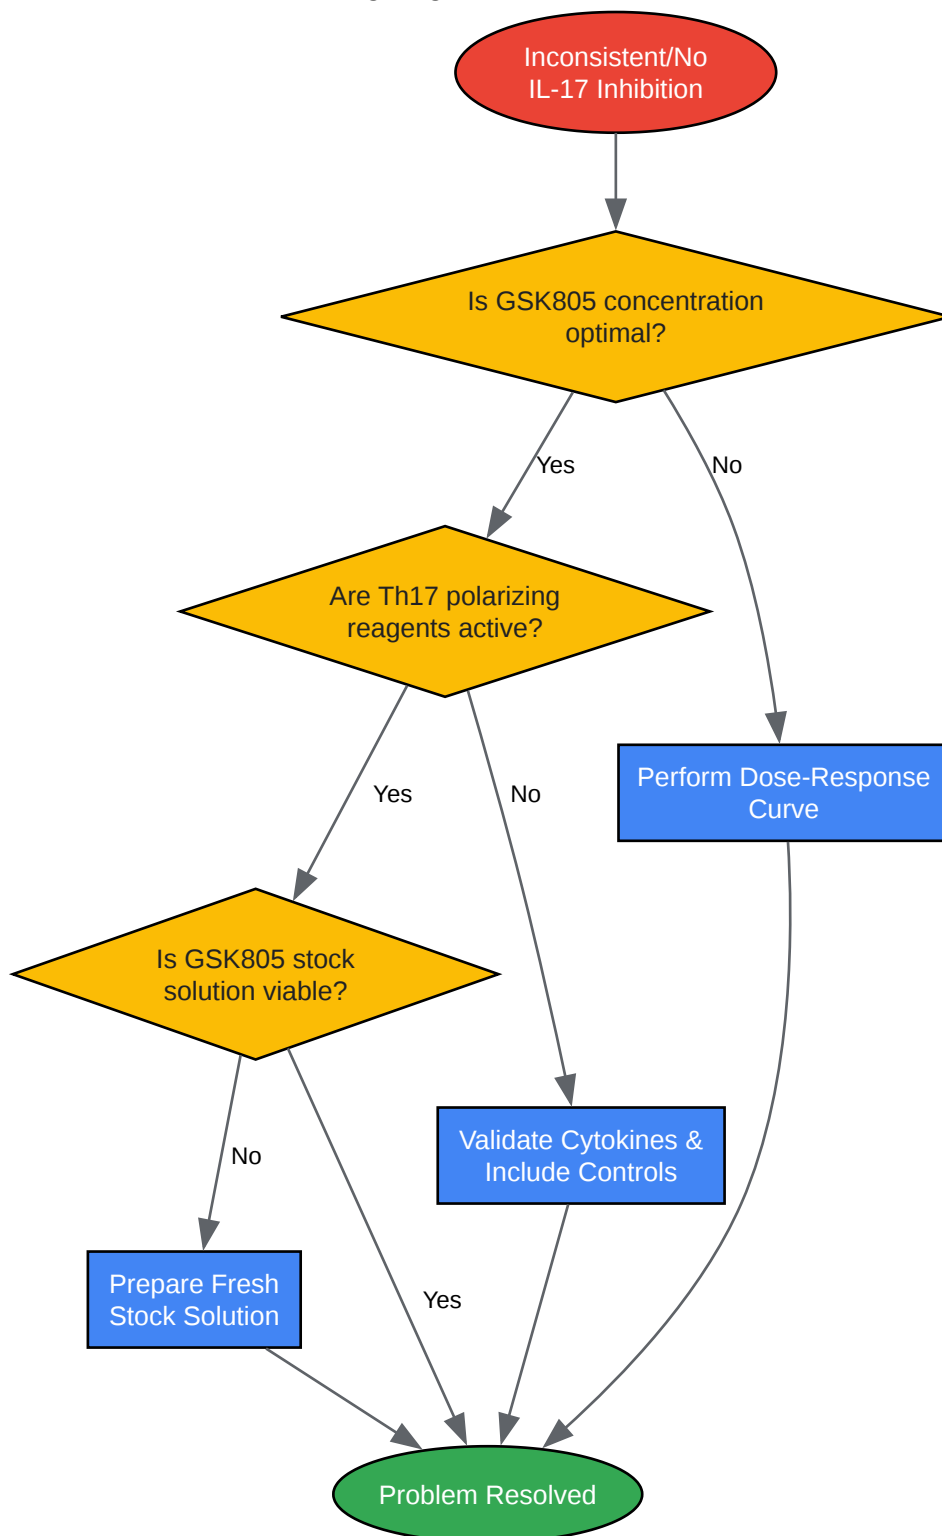 Inconsistent/No
IL-17 Inhibition
Is GSK805 concentration
optimal?
Yes
No
Are Th17 polarizing
reagents active?
Perform Dose-Response
Curve
Yes
No
Is GSK805 stock
solution viable?
Validate Cytokines &
Include Controls
No
Prepare Fresh
Stock Solution
Yes
Problem Resolved